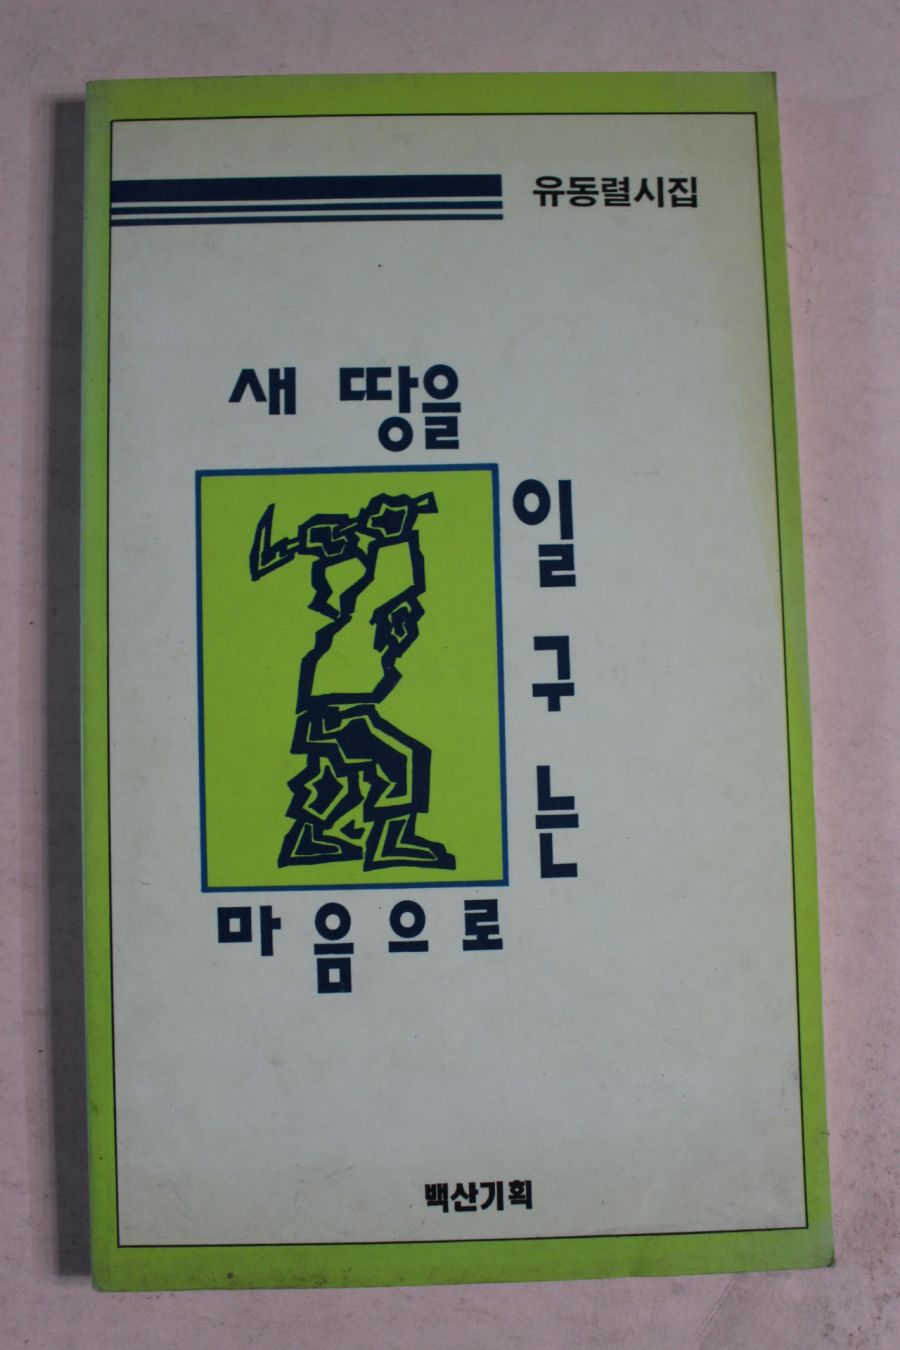 유동렬시집
새 땅을
일구는
마음으로
백산기획